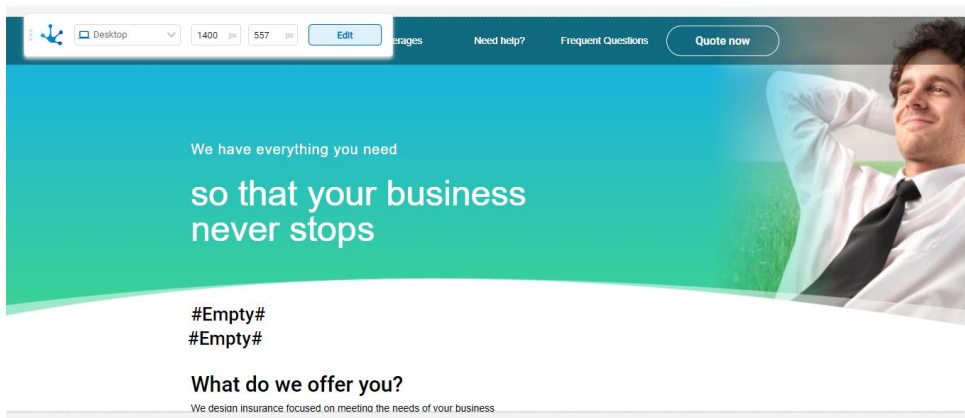 Desktop 1400 px 557 px Edit
erages Need help? Frequent Questions Quote now
We have everything you need
so that your business
never stops
#Empty#
#Empty#
What do we offer you?
We design insurance focused on meeting the needs of your business